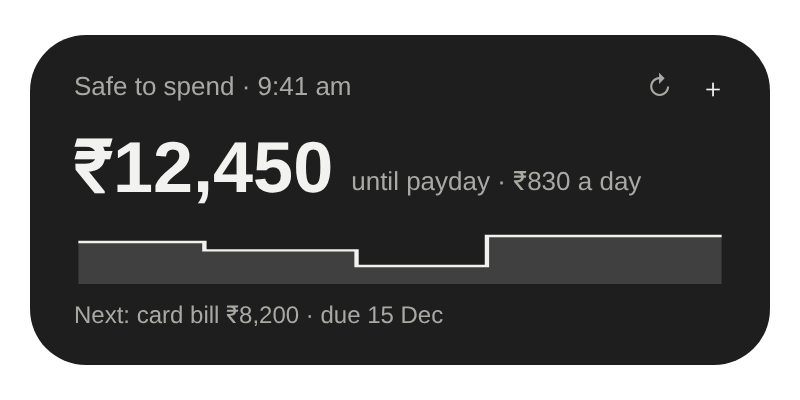 Safe to spend · 9:41 am
₹12,450 until payday · ₹830 a day
Next: card bill ₹8,200 · due 15 Dec